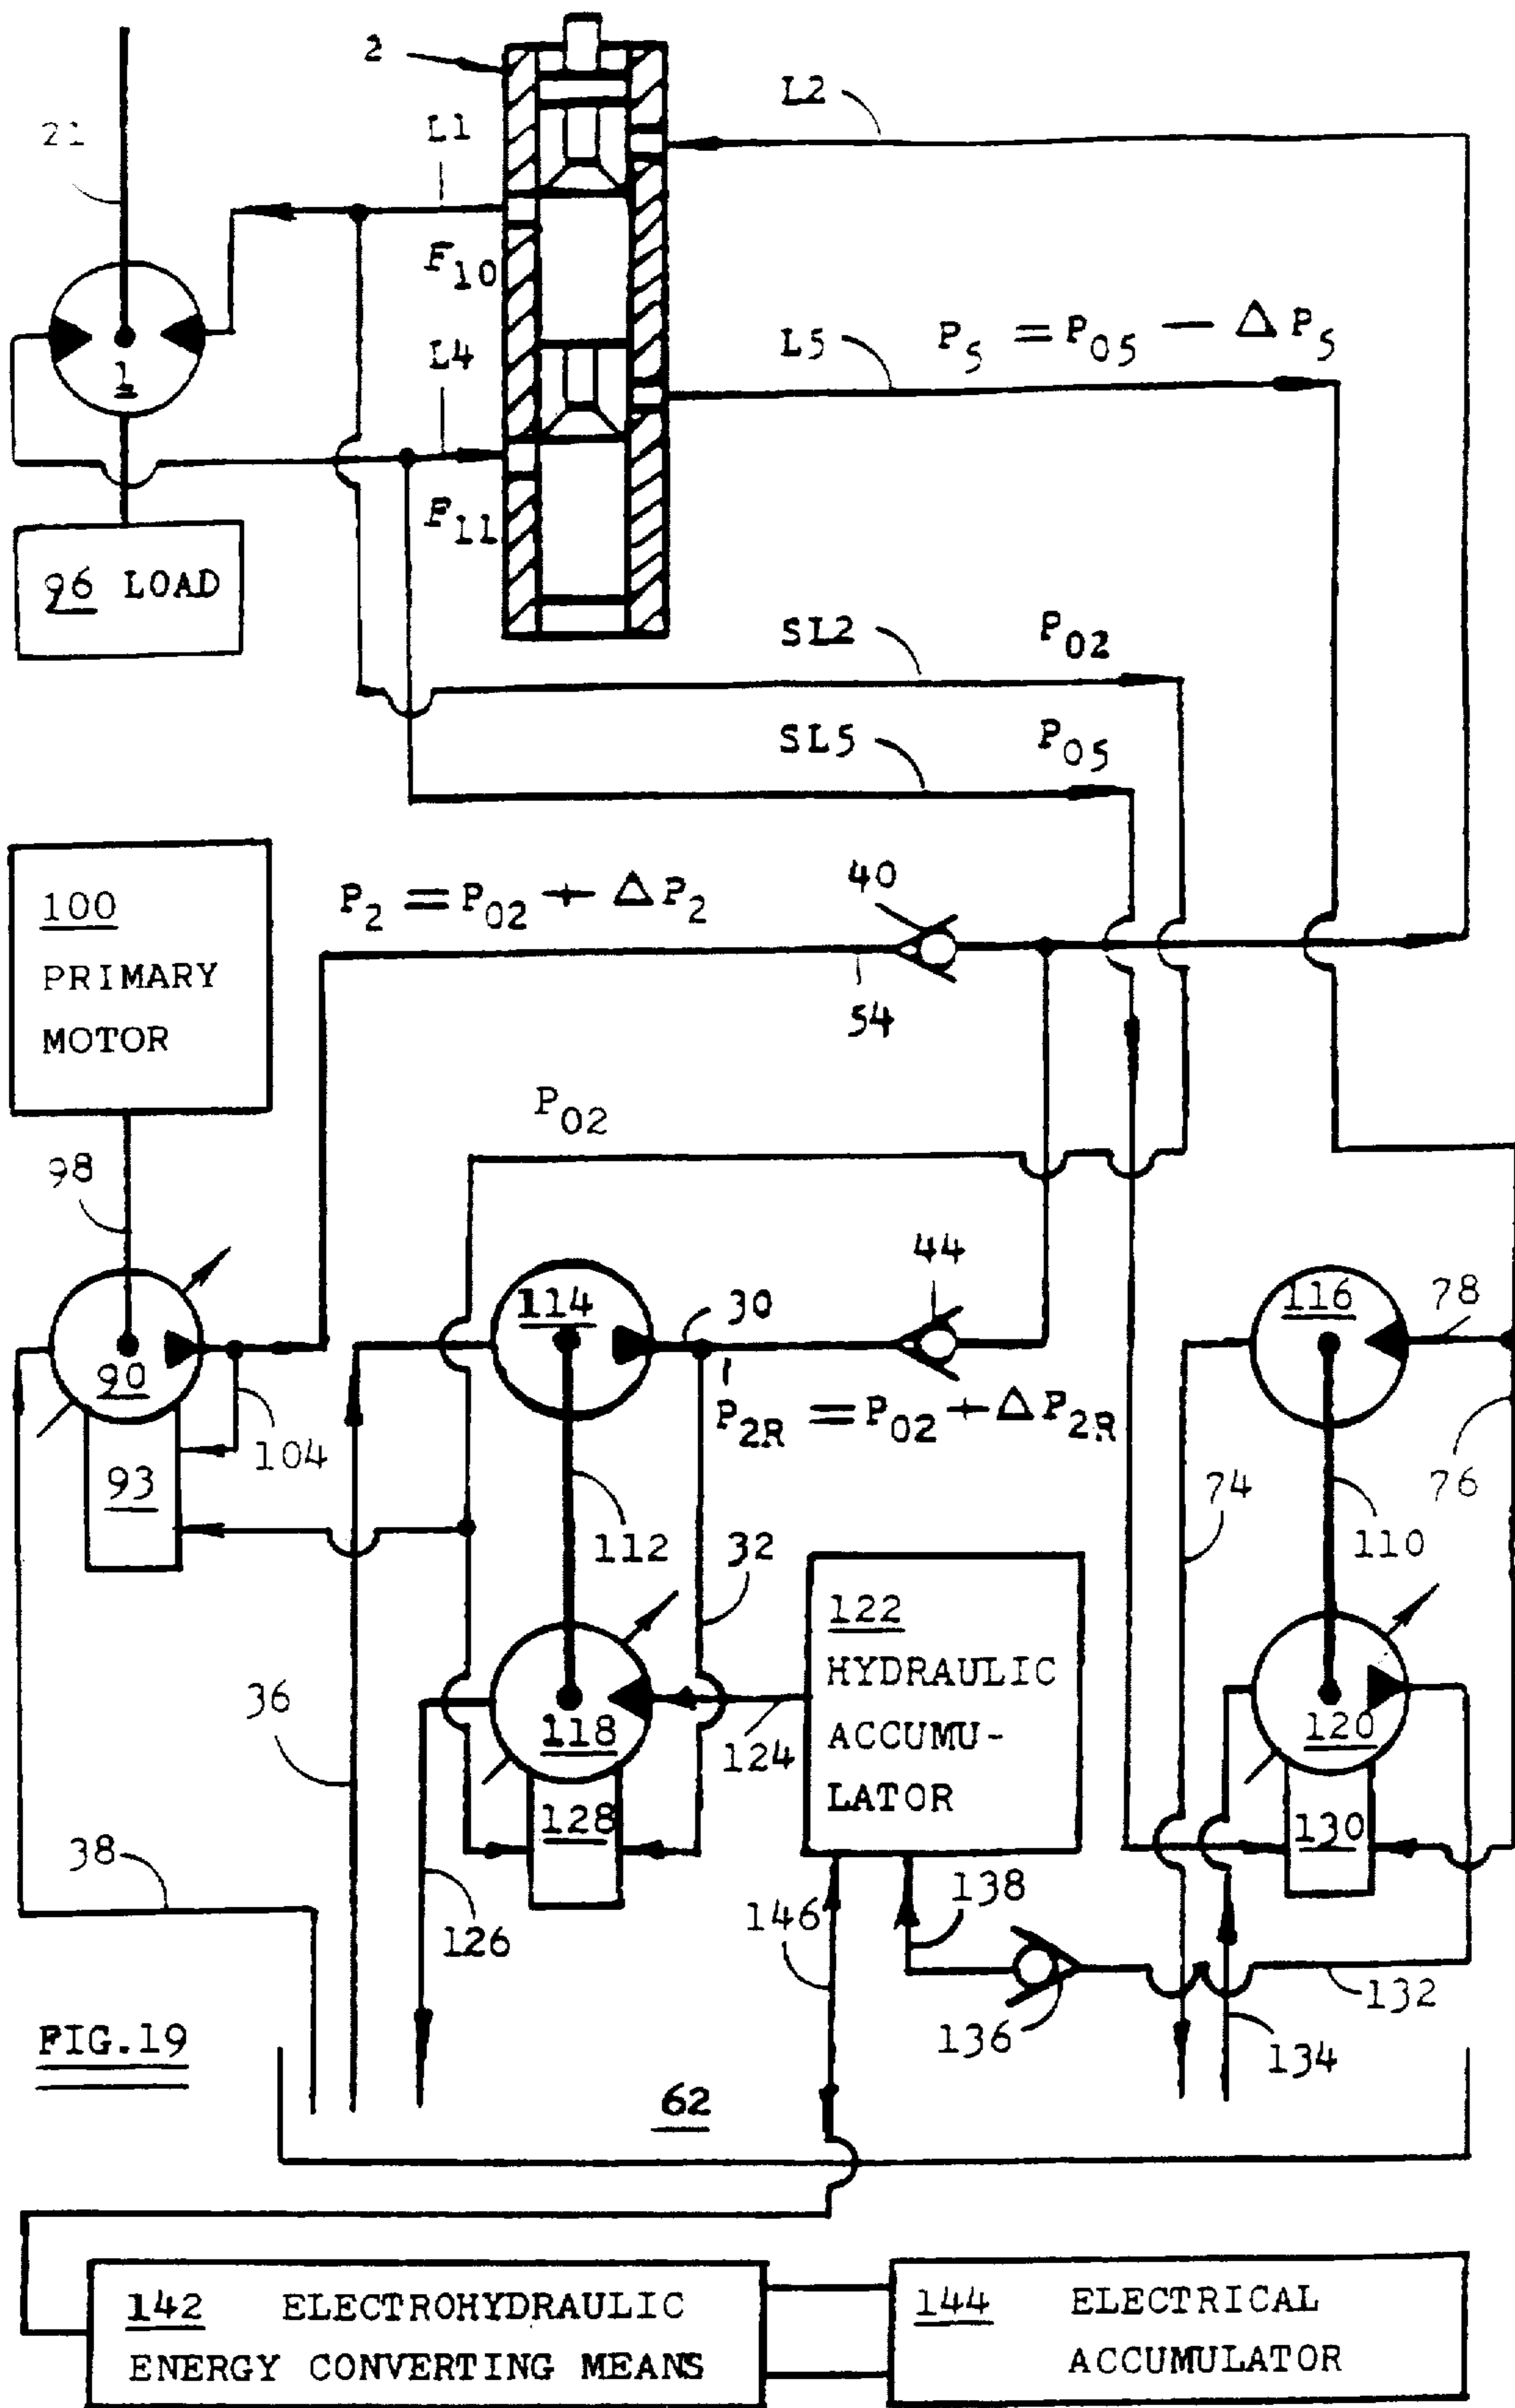 2
21
L1
L2
F10
P5 = P05 − ΔP5
L5
1
L4
F11
96 LOAD
SL2
P02
SL5
P05
40
100
PRIMARY
MOTOR
P2 = P02 + ΔP2
54
P02
98
44
114
30
116
78
90
P2R = P02 + ΔP2R
104
93
74
76
112
32
110
122
HYDRAULIC
ACCUMU-
LATOR
36
118
124
120
128
130
38
126
146
138
136
132
134
FIG.19
62
142 ELECTROHYDRAULIC
ENERGY CONVERTING MEANS
144 ELECTRICAL
ACCUMULATOR